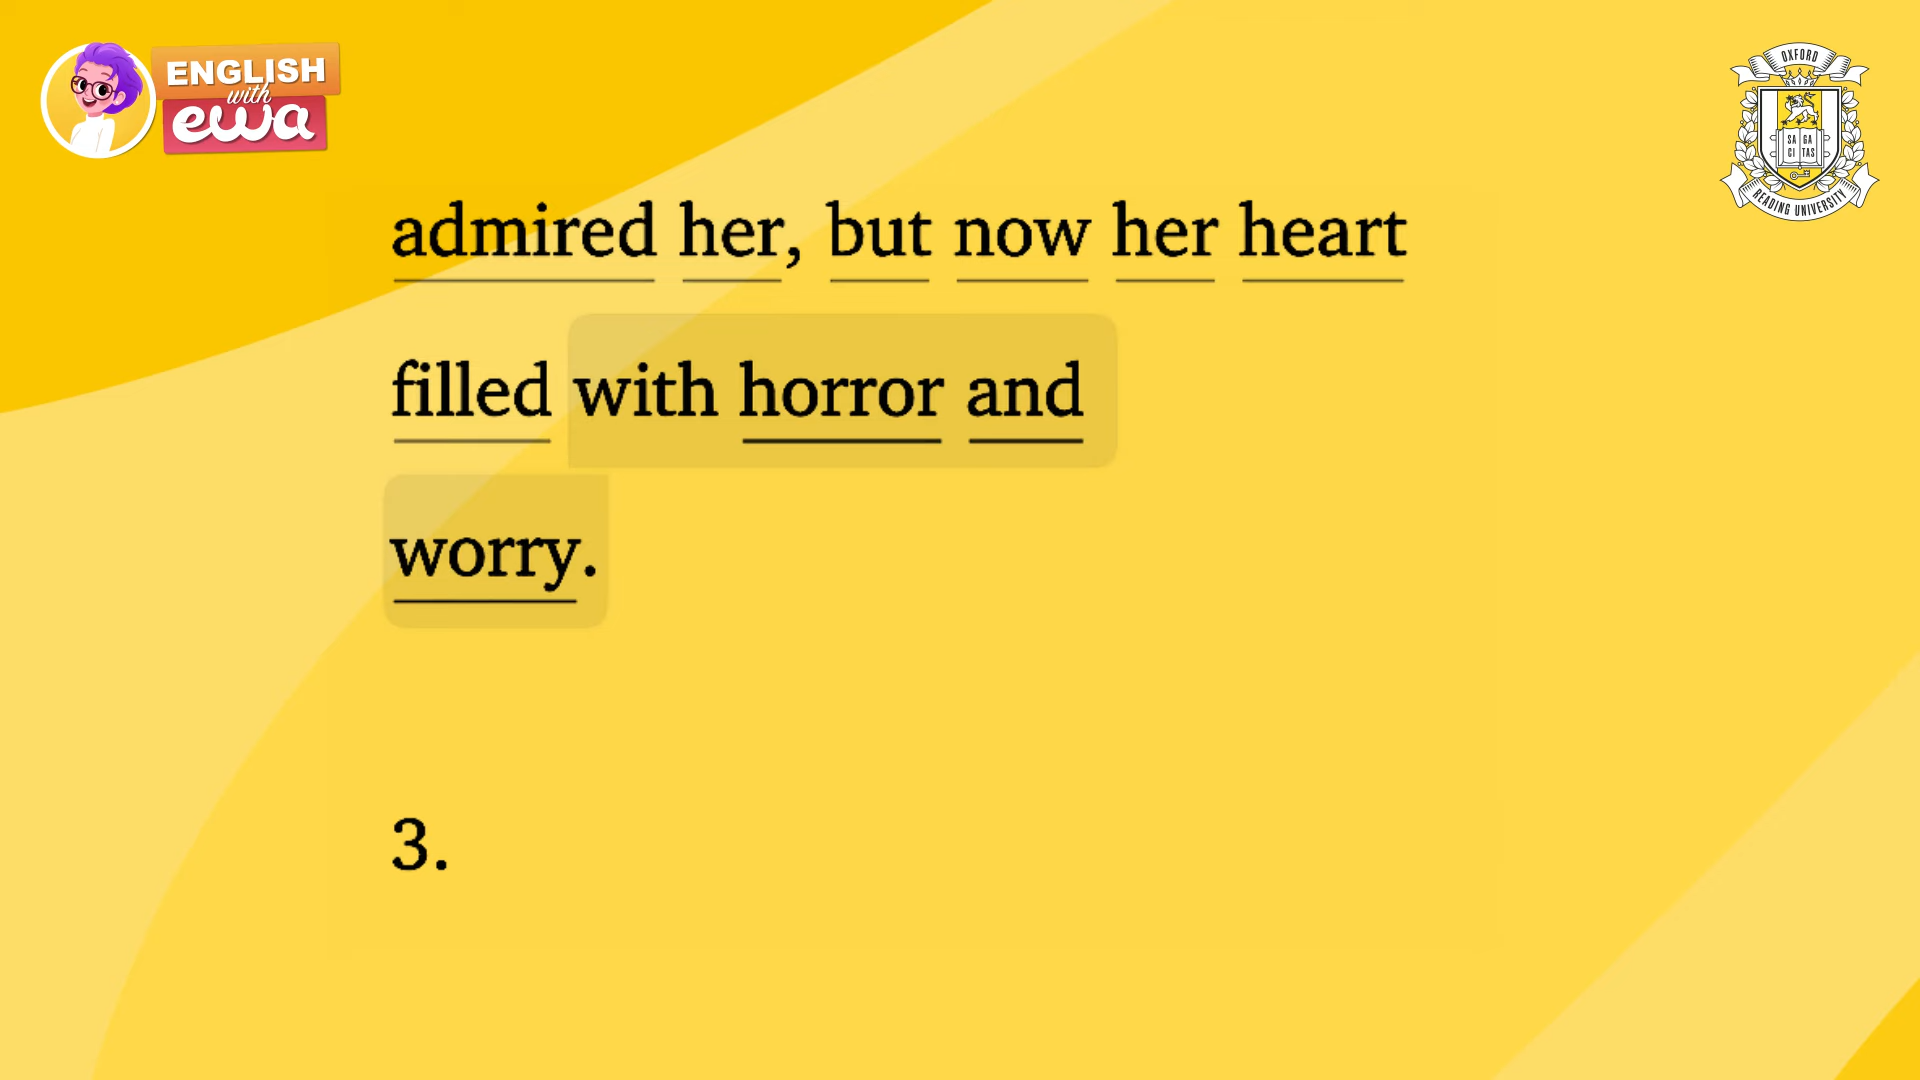 ENGLISH
with
ewa
OXFORD
SA GA
CI TAS
READING UNIVERSITY
admired her, but now her heart
filled with horror and
worry.
3.